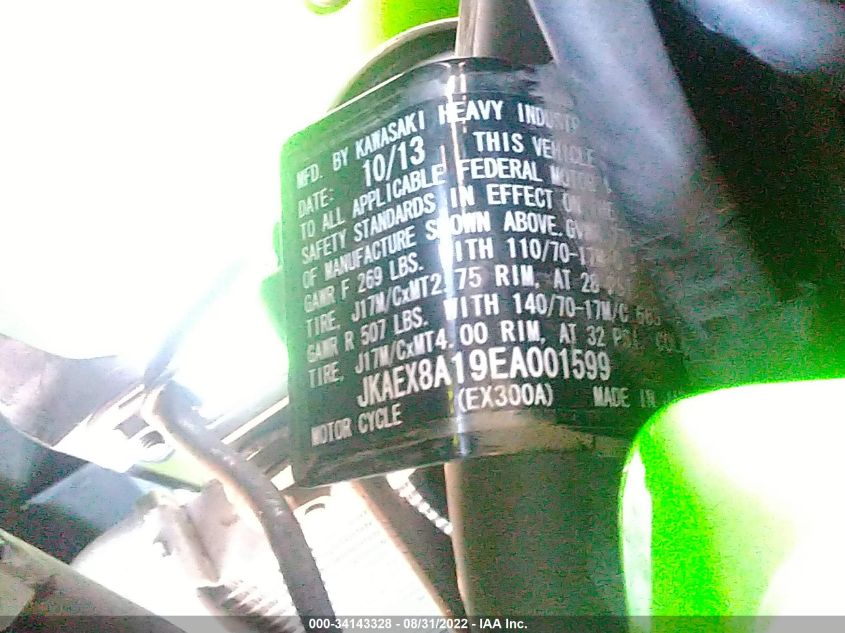 MFD. BY KAWASAKI HEAVY
DATE: 10/13 THIS VEHICLE
TO ALL APPLICABLE FEDERAL MOTOR
SAFETY STANDARDS IN EFFECT ON THE
OF MANUFACTURE SHOWN ABOVE.
GAWR F 269 LBS. WITH 110/70-17M/C
TIRE, J17M/CxMT2.75 RIM, AT 28
GAWR R 507 LBS. WITH 140/70-17M/C
TIRE, J17M/CxMT4.00 RIM, AT 32
JKAEX8A19EA001599
MOTOR CYCLE (EX300A) MADE IN
000-34143328 - 08/31/2022 - IAA Inc.